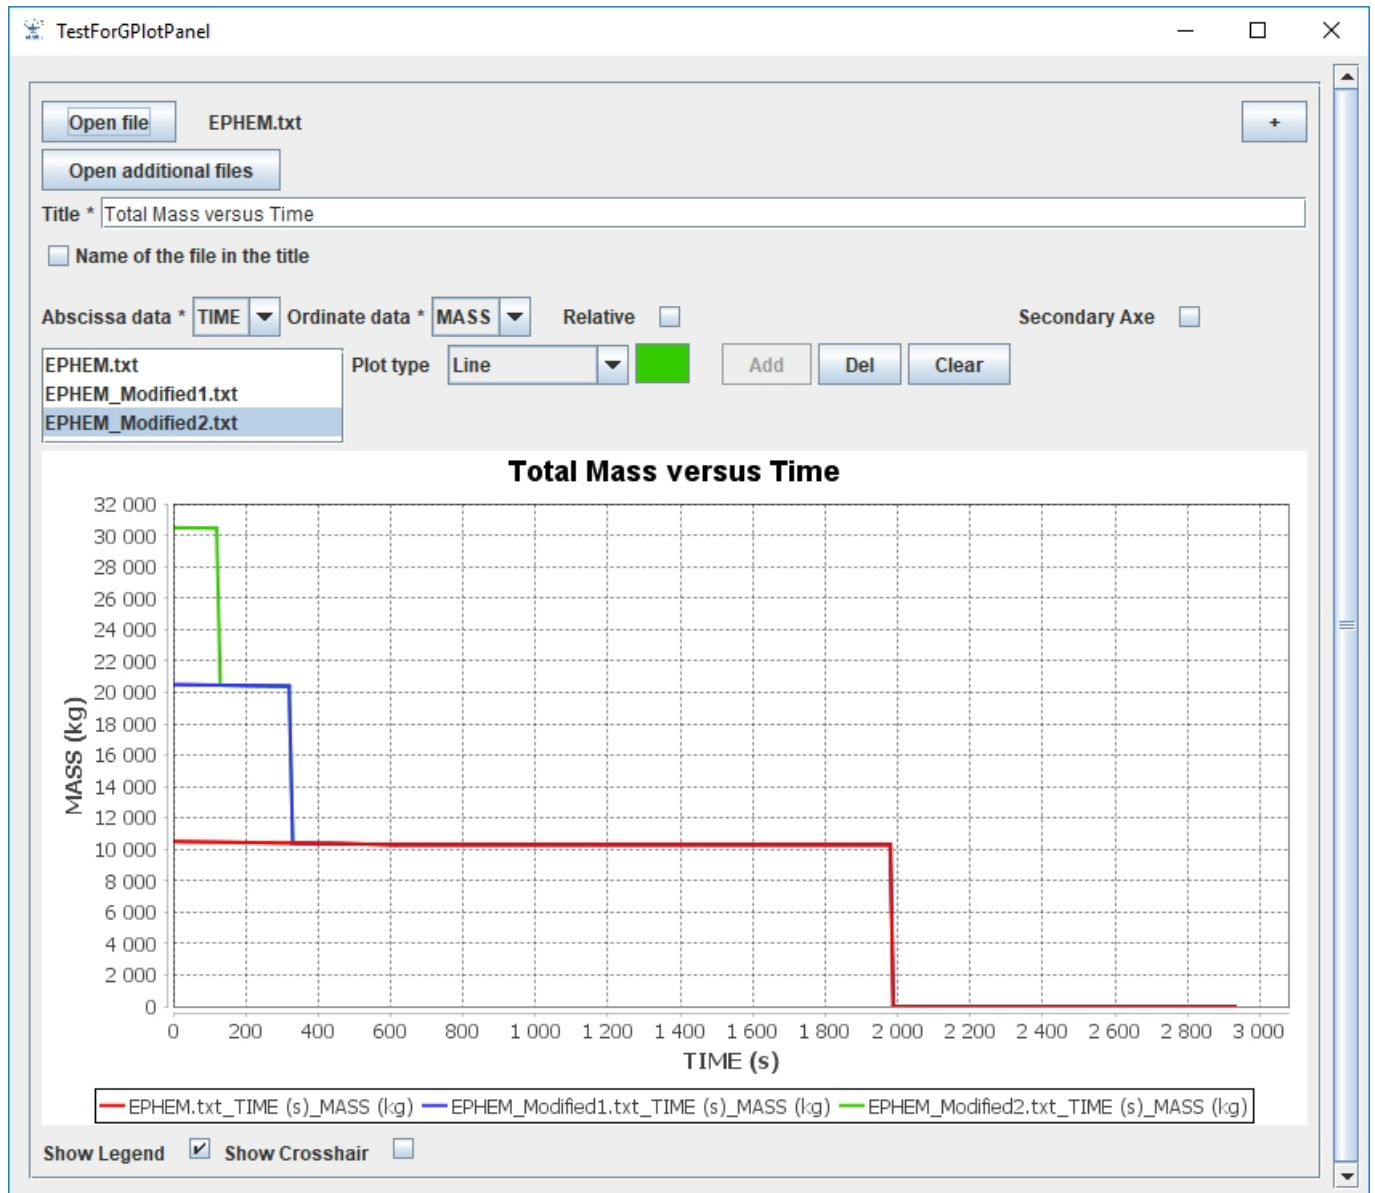 TestForGPlotPanel
Open file EPHEM.txt +
Open additional files
Title * Total Mass versus Time
Name of the file in the title
Abscissa data * TIME Ordinate data * MASS Relative Secondary Axe
EPHEM.txt Plot type Line Add Del Clear
EPHEM_Modified1.txt
EPHEM_Modified2.txt
Total Mass versus Time
32 000
30 000
28 000
26 000
24 000
22 000
20 000
18 000
16 000
14 000
12 000
10 000
8 000
6 000
4 000
2 000
0
MASS (kg)
0 200 400 600 800 1 000 1 200 1 400 1 600 1 800 2 000 2 200 2 400 2 600 2 800 3 000
TIME (s)
EPHEM.txt_TIME (s)_MASS (kg) EPHEM_Modified1.txt_TIME (s)_MASS (kg) EPHEM_Modified2.txt_TIME (s)_MASS (kg)
Show Legend Show Crosshair